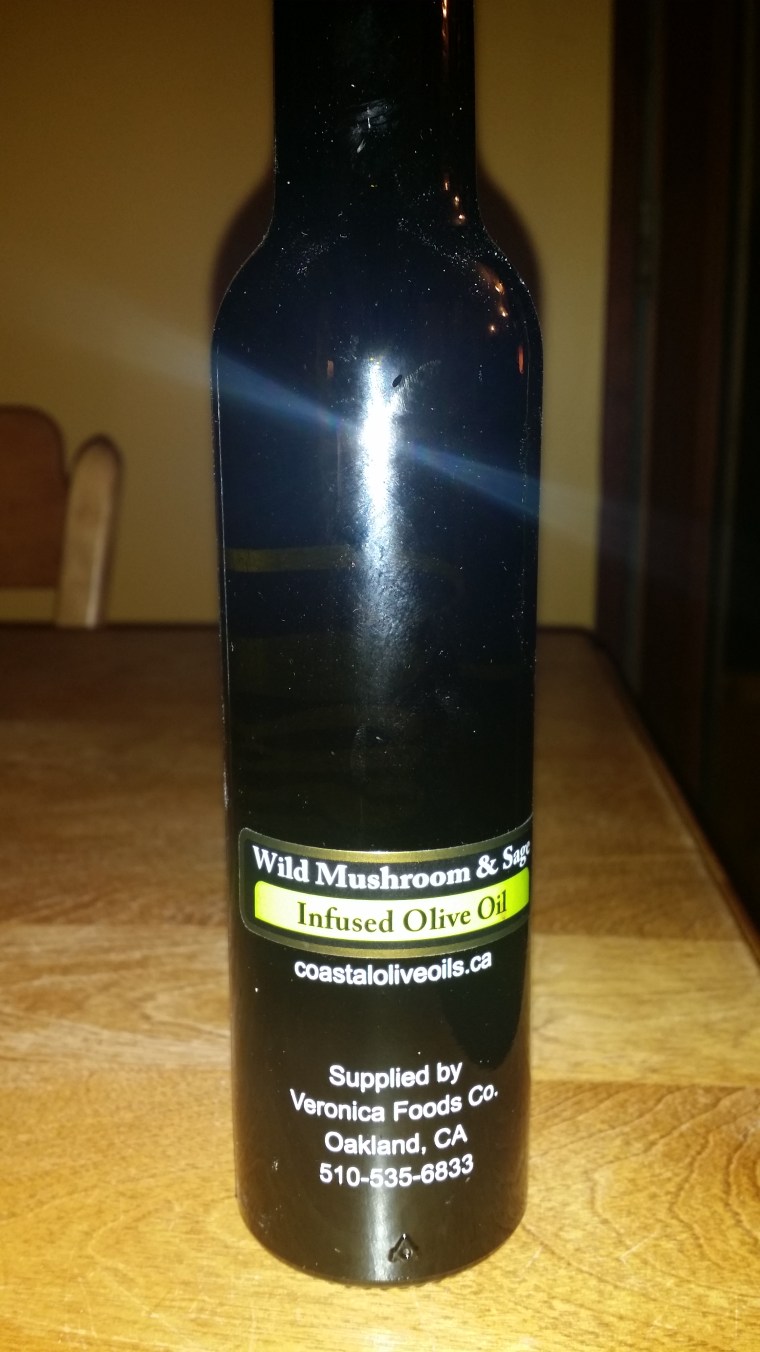 Wild Mushroom & Sage
Infused Olive Oil
coastaloliveoils.ca
Supplied by
Veronica Foods Co.
Oakland, CA
510-535-6833